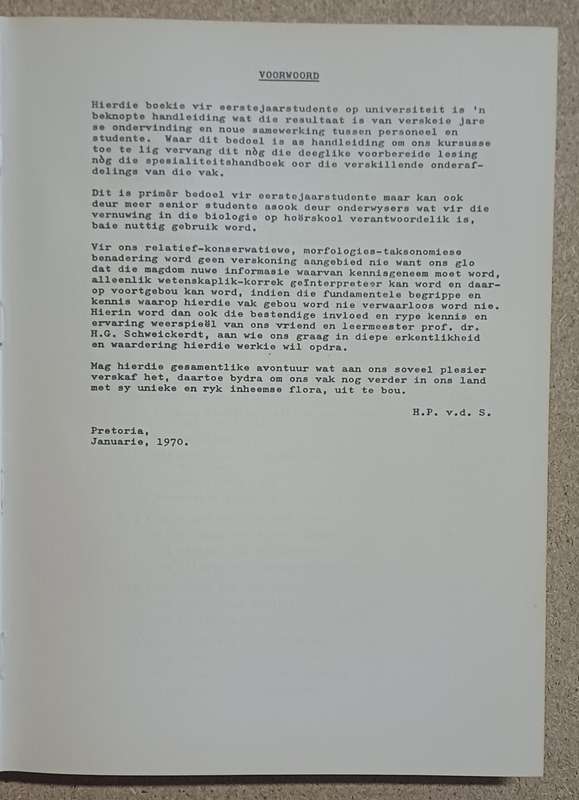 VOORWOORD
Hierdie boekie vir eerstejaarstudente op universiteit is 'n
beknopte handleiding wat die resultaat is van verskeie jare
se ondervinding en noue samewerking tussen personeel en
studente. Waar dit bedoel is as handleiding om ons kursusse
toe te lig vervang dit nòg die deeglike voorbereide lesing
nòg die spesialiteitshandboek oor die verskillende onderaf-
delings van die vak.
Dit is primêr bedoel vir eerstejaarstudente maar kan ook
deur meer senior studente asook deur onderwysers wat vir die
vernuwing in die biologie op hoërskool verantwoordelik is,
baie nuttig gebruik word.
Vir ons relatief-konserwatiewe, morfologies-taksonomiese
benadering word geen verskoning aangebied nie want ons glo
dat die magdom nuwe informasie waarvan kennisgeneem moet word,
alleenlik wetenskaplik-korrek geïnterpreteer kan word en daar-
op voortgebou kan word, indien die fundamentele begrippe en
kennis waarop hierdie vak gebou word nie verwaarloos word nie.
Hierin word dan ook die bestendige invloed en rype kennis en
ervaring weerspieël van ons vriend en leermeester prof. dr.
H.G. Schweickerdt, aan wie ons graag in diepe erkentlikheid
en waardering hierdie werkie wil opdra.
Mag hierdie gesamentlike avontuur wat aan ons soveel plesier
verskaf het, daartoe bydra om ons vak nog verder in ons land
met sy unieke en ryk inheemse flora, uit te bou.
H.P. v.d. S.
Pretoria,
Januarie, 1970.